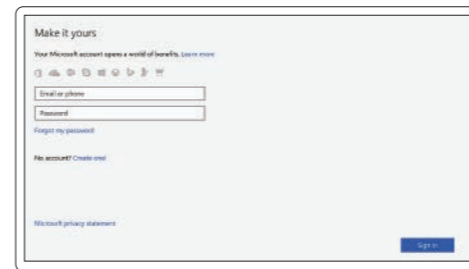 Make it yours
Your Microsoft account opens a world of benefits. Learn more
Email or phone
Password
Forgot my password
No account? Create one!
Microsoft privacy statement
Sign in